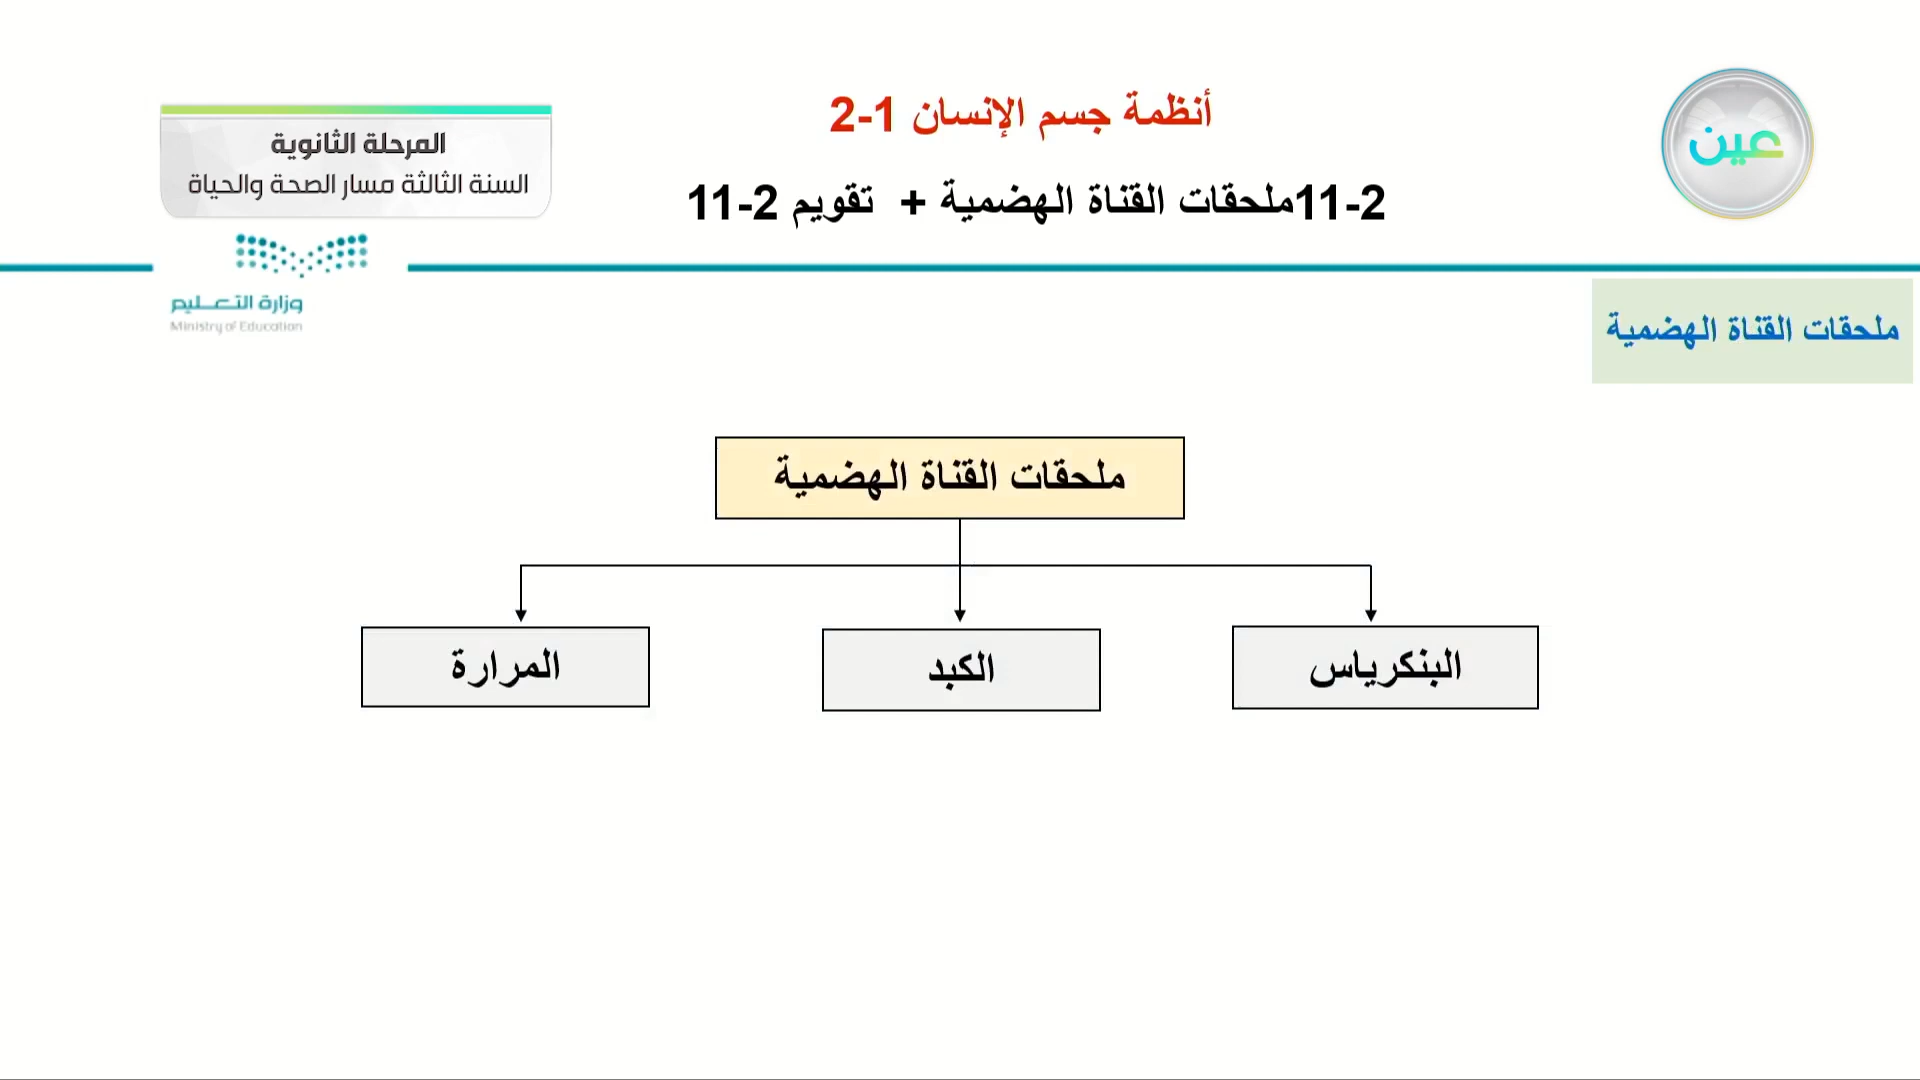 أنظمة جسم الإنسان 1-2
11-2ملحقات القناة الهضمية + تقويم 2-11
المرحلة الثانوية
السنة الثالثة مسار الصحة والحياة
عين
وزارة التعليم
Ministry of Education
ملحقات القناة الهضمية
ملحقات القناة الهضمية
البنكرياس
الكبد
المرارة